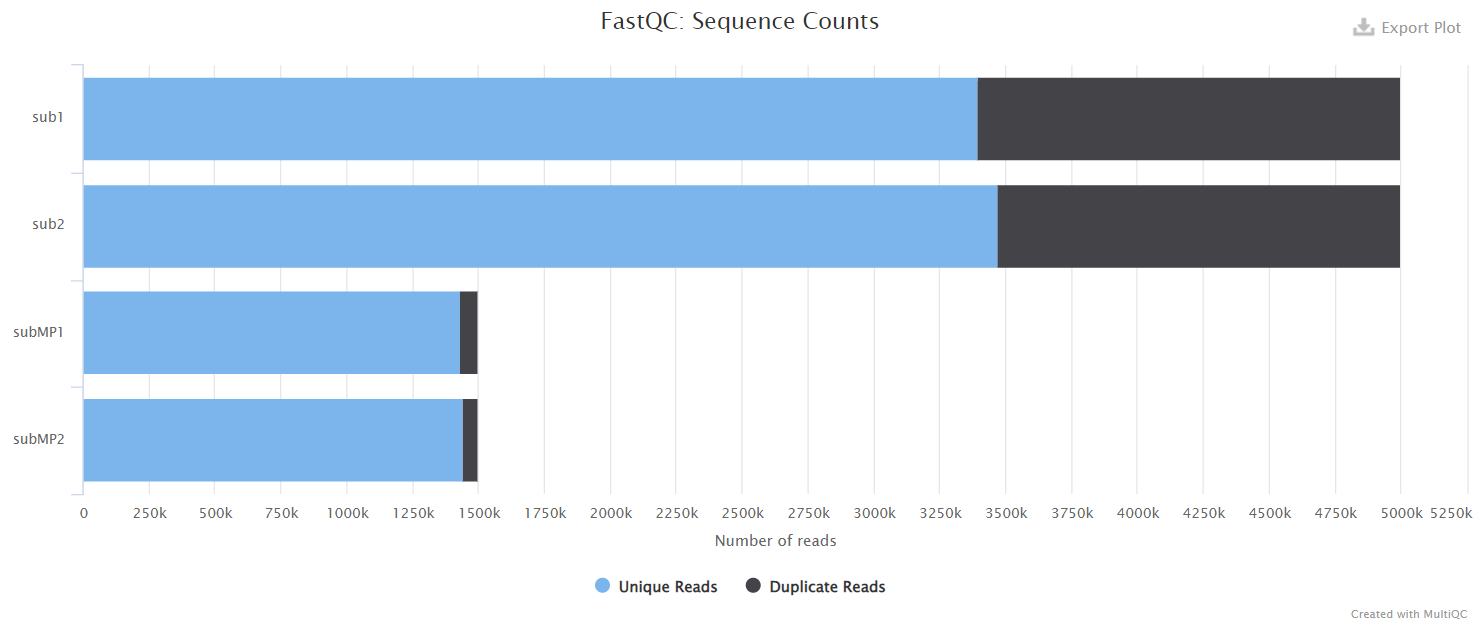 FastQC: Sequence Counts
Export Plot
sub1
sub2
subMP1
subMP2
0 250k 500k 750k 1000k 1250k 1500k 1750k 2000k 2250k 2500k 2750k 3000k 3250k 3500k 3750k 4000k 4250k 4500k 4750k 5000k 5250k
Number of reads
Unique Reads Duplicate Reads
Created with MultiQC